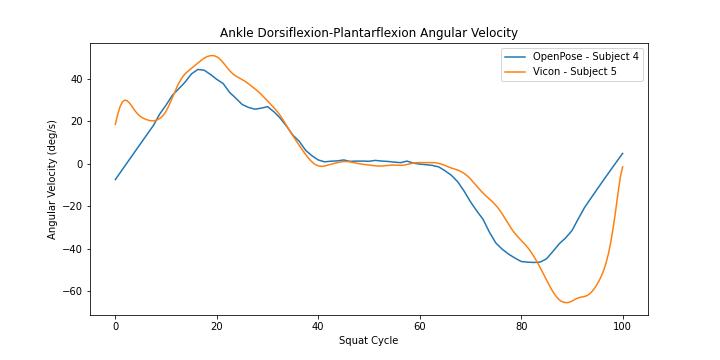 Ankle Dorsiflexion-Plantarflexion Angular Velocity
OpenPose - Subject 4
Vicon - Subject 5
Angular Velocity (deg/s)
40
20
0
−20
−40
−60
0 20 40 60 80 100
Squat Cycle